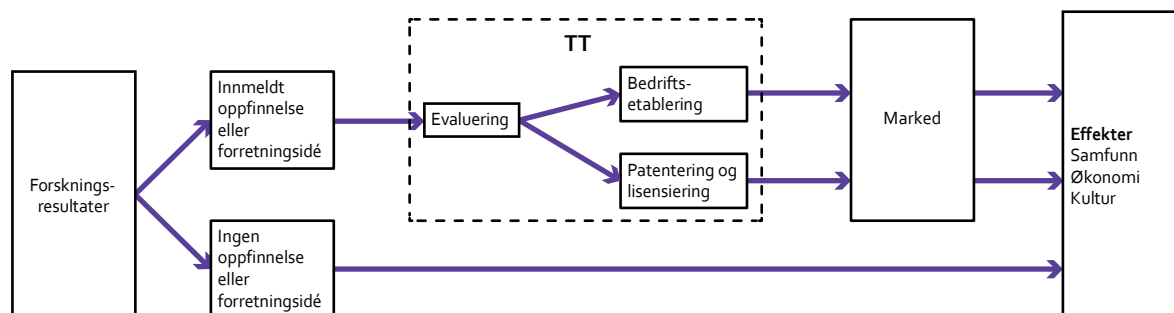 Forsknings-
resultater
Innmeldt
oppfinnelse
eller
forretningsidé
Ingen
oppfinnelse
eller
forretningsidé
TT
Evaluering
Bedrifts-
etablering
Patentering og
lisensiering
Marked
Effekter
Samfunn
Økonomi
Kultur